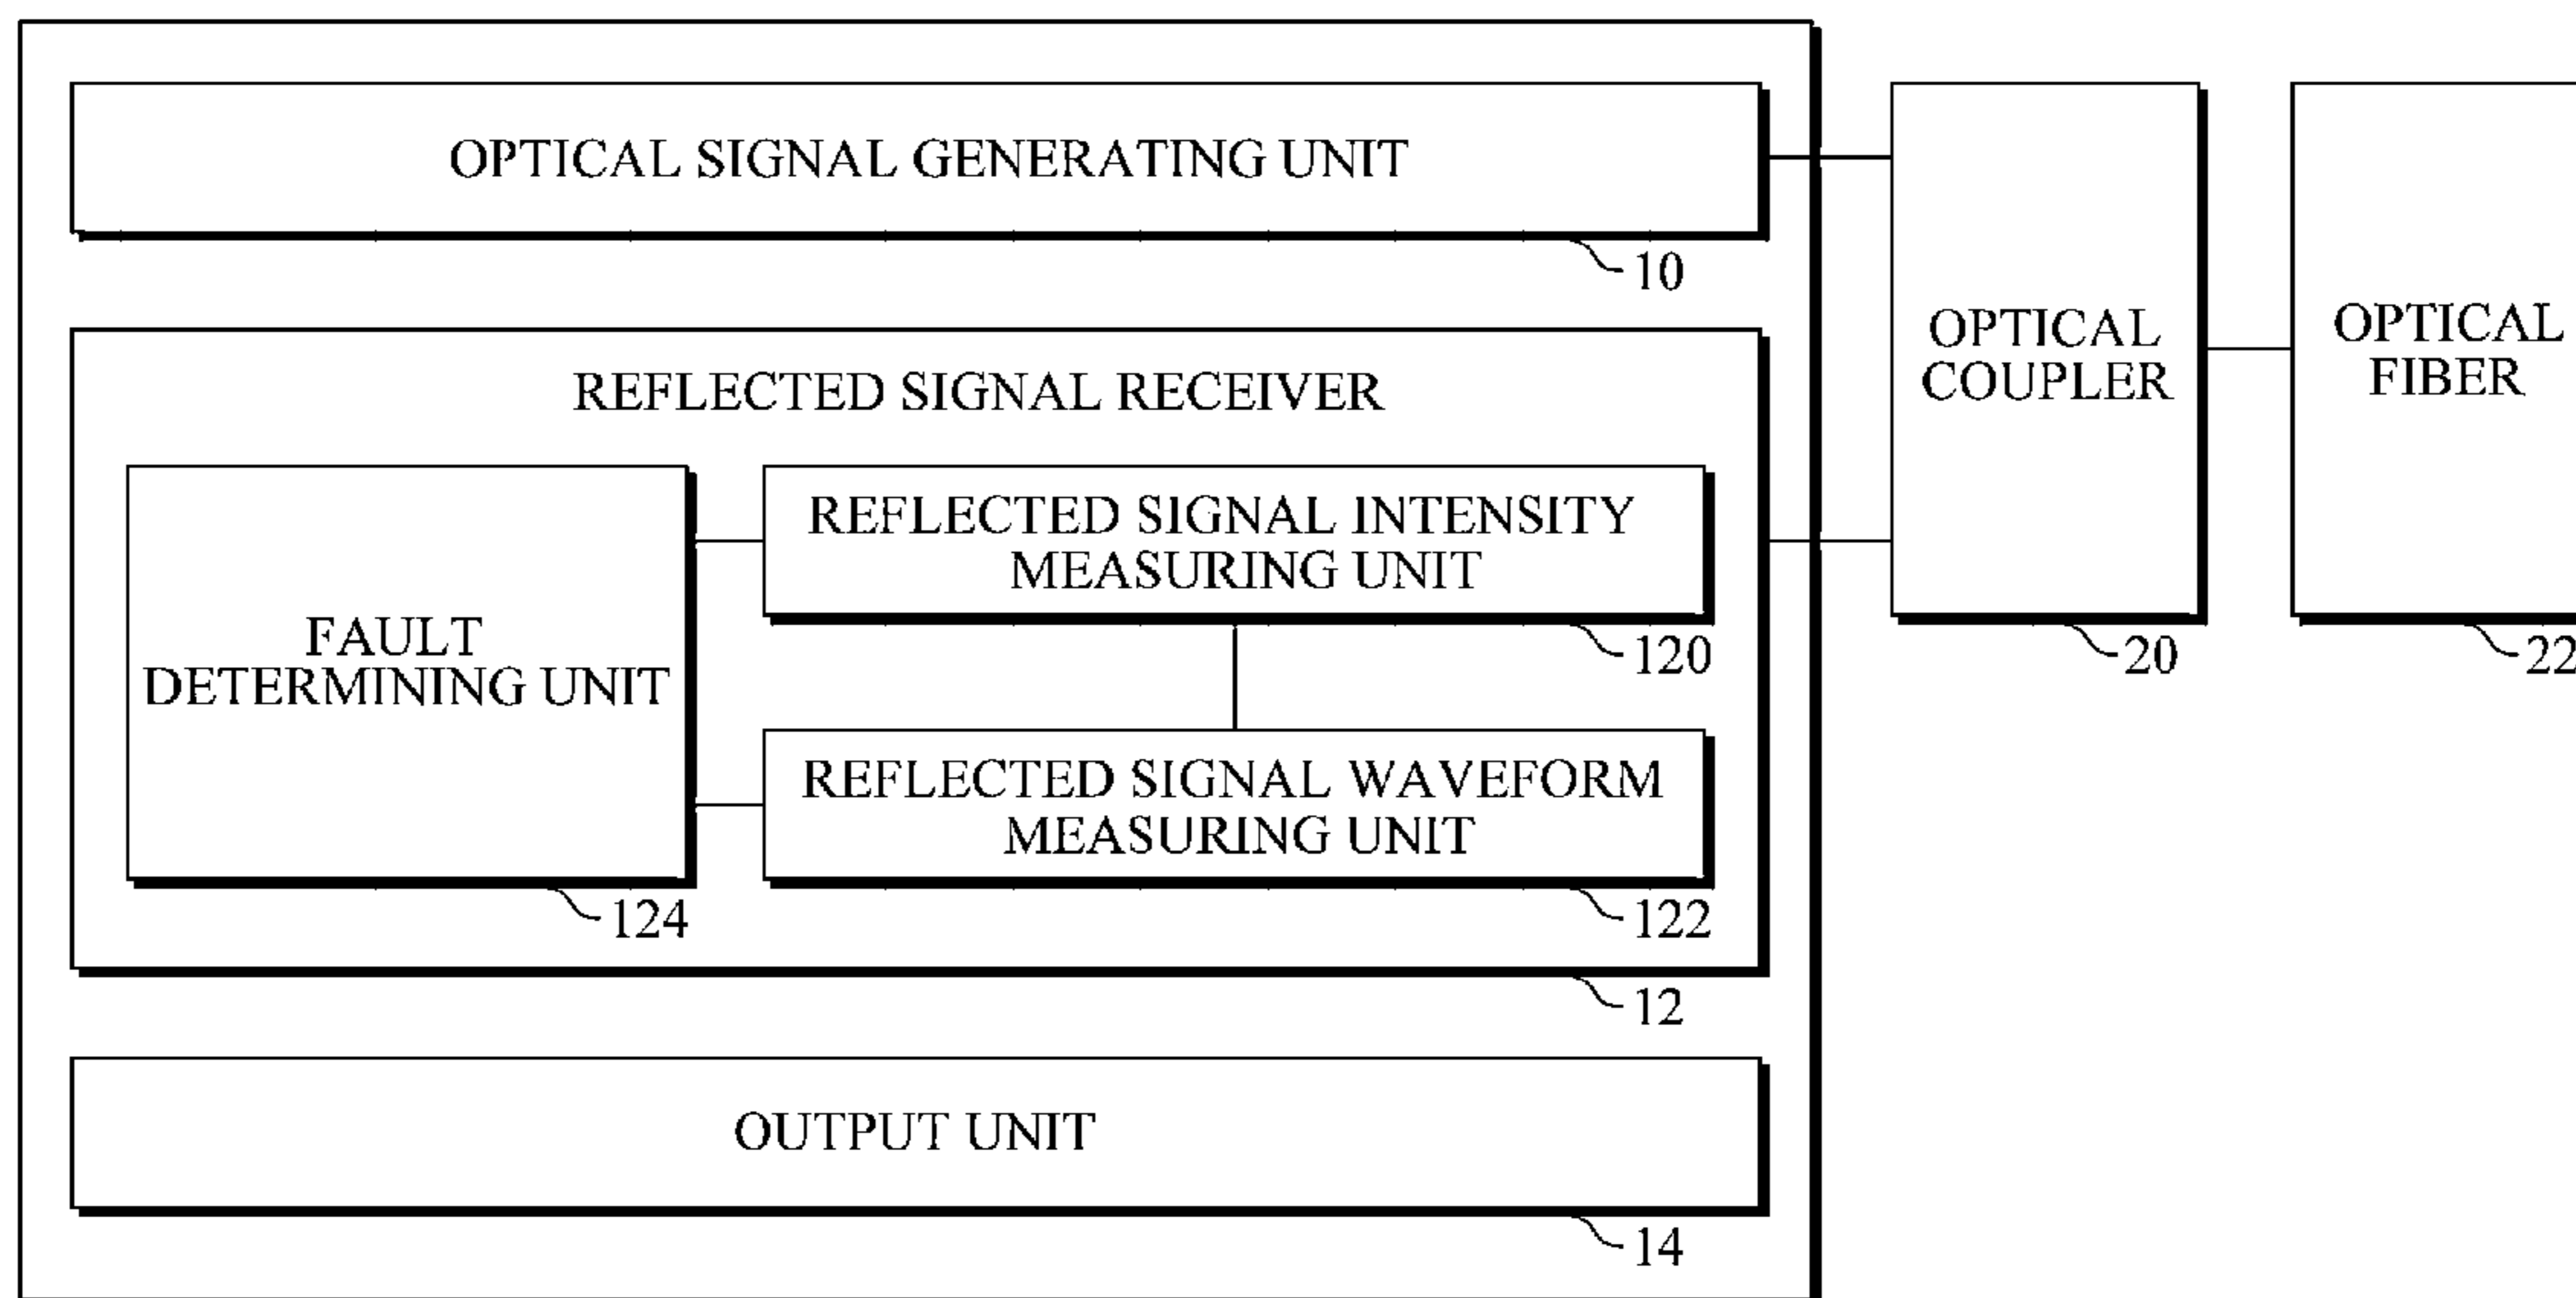 OPTICAL SIGNAL GENERATING UNIT
10
REFLECTED SIGNAL RECEIVER
FAULT
DETERMINING UNIT
124
REFLECTED SIGNAL INTENSITY
MEASURING UNIT
120
REFLECTED SIGNAL WAVEFORM
MEASURING UNIT
122
12
OUTPUT UNIT
14
OPTICAL
COUPLER
20
OPTICAL
FIBER
22